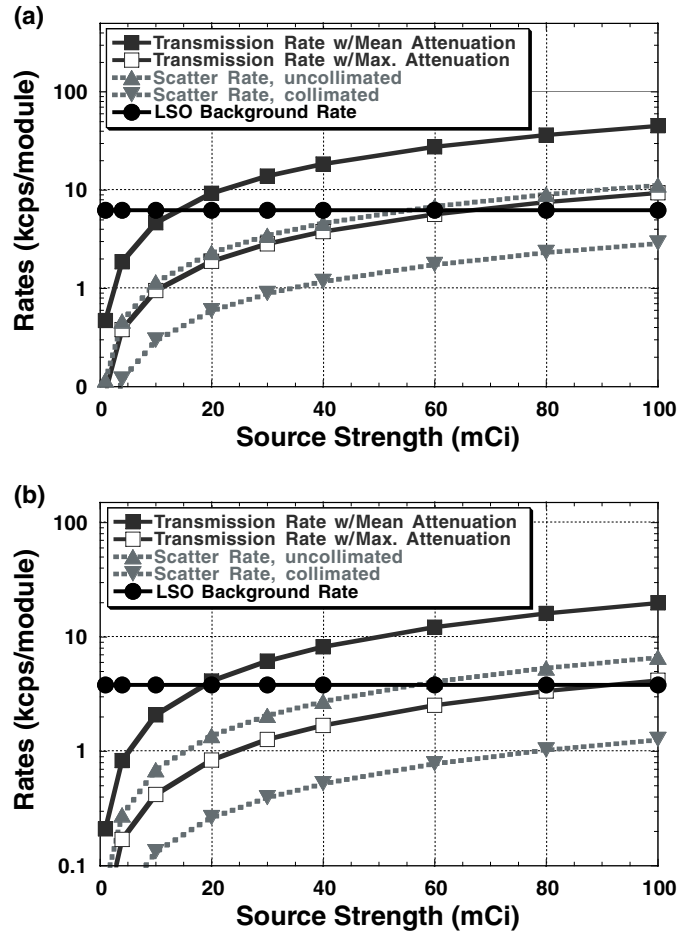 (a)
Transmission Rate w/Mean Attenuation
Transmission Rate w/Max. Attenuation
Scatter Rate, uncollimated
Scatter Rate, collimated
LSO Background Rate
Rates (kcps/module)
100
10
1
0
0 20 40 60 80 100
Source Strength (mCi)
(b)
Transmission Rate w/Mean Attenuation
Transmission Rate w/Max. Attenuation
Scatter Rate, uncollimated
Scatter Rate, collimated
LSO Background Rate
Rates (kcps/module)
100
10
1
0.1
0 20 40 60 80 100
Source Strength (mCi)